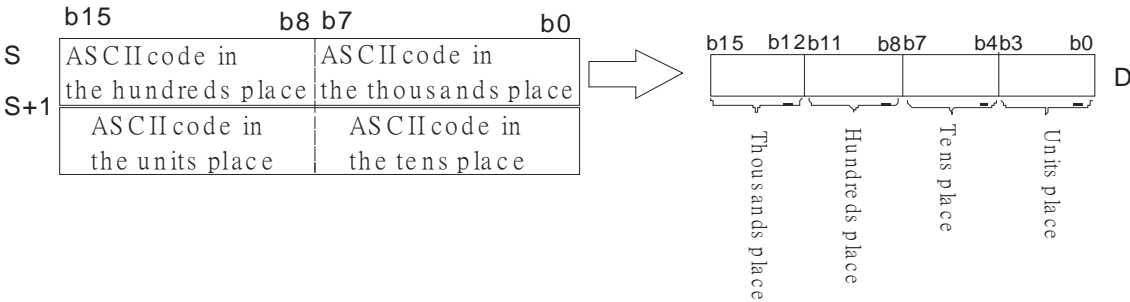 b15 b8 b7 b0
S
ASCII code in ASCII code in
the hundreds place the thousands place
S+1
ASCII code in ASCII code in
the units place the tens place
b15 b12 b11 b8 b7 b4 b3 b0
D
Thousands place
Hundreds place
Tens place
Units place